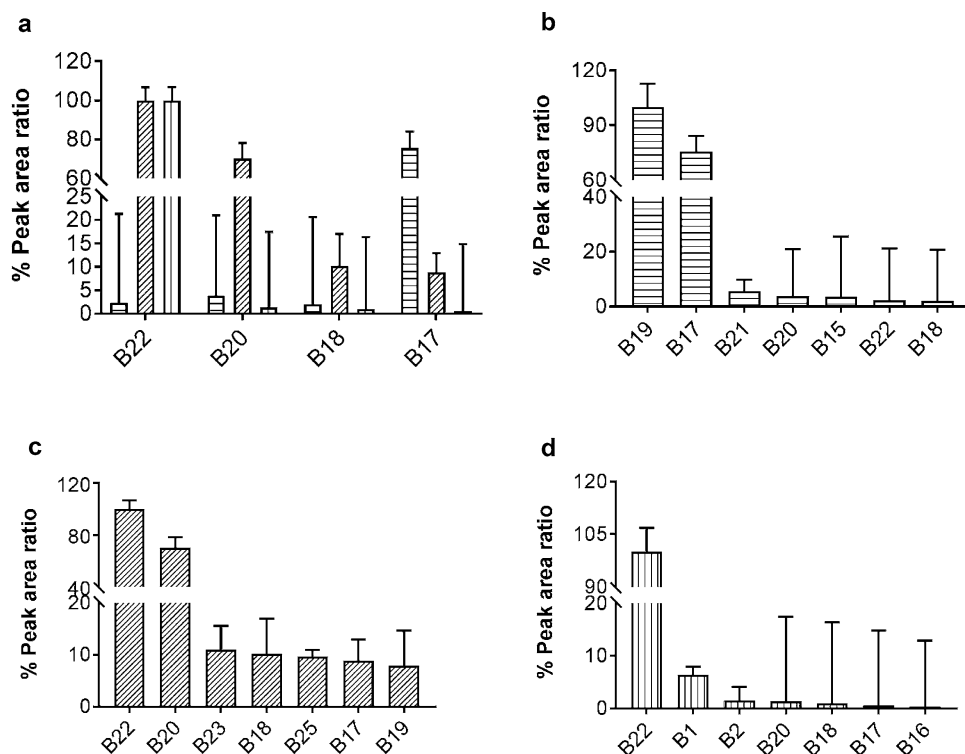 a
% Peak area ratio
120
100
80
60
25
20
15
10
5
0
B22
B20
B18
B17
b
% Peak area ratio
120
90
60
40
20
0
B19
B17
B21
B20
B15
B22
B18
c
% Peak area ratio
120
80
40
20
10
0
B22
B20
B23
B18
B25
B17
B19
d
% Peak area ratio
120
105
90
20
10
0
B22
B1
B2
B20
B18
B17
B16